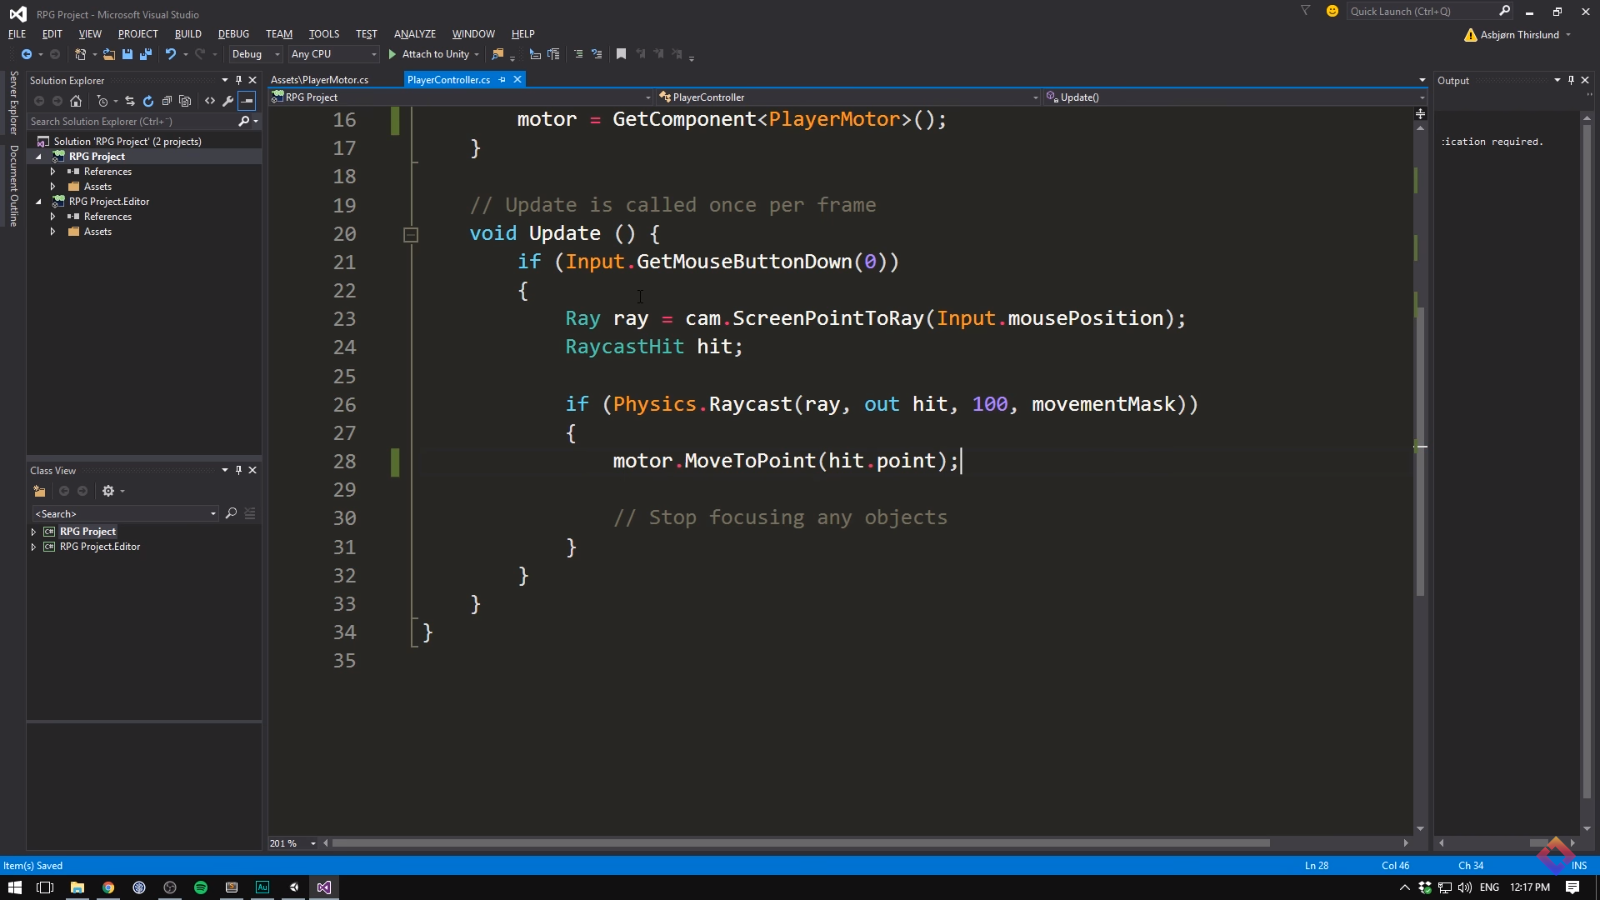 RPG Project - Microsoft Visual Studio
Quick Launch (Ctrl+Q)
FILE EDIT VIEW PROJECT BUILD DEBUG TEAM TOOLS TEST ANALYZE WINDOW HELP
Asbjørn Thirslund
Debug Any CPU Attach to Unity
Server Explorer
Document Outline
Solution Explorer
Search Solution Explorer (Ctrl+¨)
Solution 'RPG Project' (2 projects)
RPG Project
References
Assets
RPG Project.Editor
References
Assets
Class View
<Search>
RPG Project
RPG Project.Editor
Assets\PlayerMotor.cs PlayerController.cs
RPG Project PlayerController Update()
16 motor = GetComponent<PlayerMotor>();
17 }
18
19 // Update is called once per frame
20 void Update () {
21 if (Input.GetMouseButtonDown(0))
22 {
23 Ray ray = cam.ScreenPointToRay(Input.mousePosition);
24 RaycastHit hit;
25
26 if (Physics.Raycast(ray, out hit, 100, movementMask))
27 {
28 motor.MoveToPoint(hit.point);
29
30 // Stop focusing any objects
31 }
32 }
33 }
34 }
35
201 %
Output
ication required.
Item(s) Saved Ln 28 Col 46 Ch 34 INS
Au ENG 12:17 PM